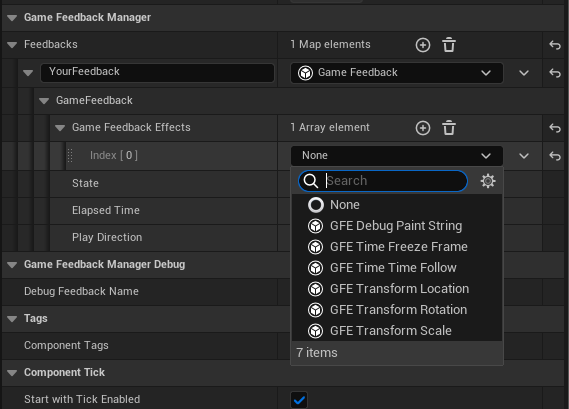 Game Feedback Manager
Feedbacks 1 Map elements
YourFeedback Game Feedback
GameFeedback
Game Feedback Effects 1 Array element
Index [ 0 ] None
Search
State
None
Elapsed Time
GFE Debug Paint String
Play Direction
GFE Time Freeze Frame
Game Feedback Manager Debug
GFE Time Time Follow
Debug Feedback Name
GFE Transform Location
Tags
GFE Transform Rotation
GFE Transform Scale
Component Tags
7 items
Component Tick
Start with Tick Enabled